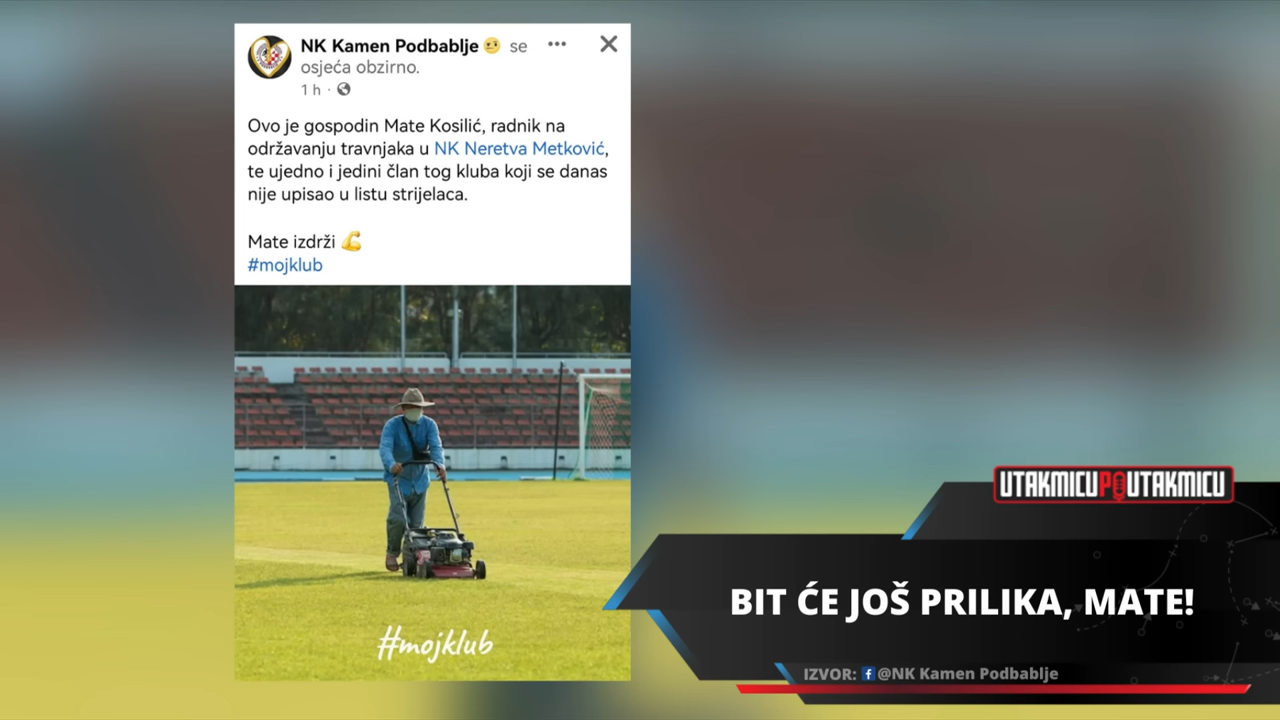 NK Kamen Podbablje 🤨 se
osjeća obzirno.
1 h ·
Ovo je gospodin Mate Kosilić, radnik na
održavanju travnjaka u NK Neretva Metković,
te ujedno i jedini član tog kluba koji se danas
nije upisao u listu strijelaca.
Mate izdrži 💪
#mojklub
#mojklub
UTAKMICUPOUTAKMICU
BIT ĆE JOŠ PRILIKA, MATE!
IZVOR: @NK Kamen Podbablje